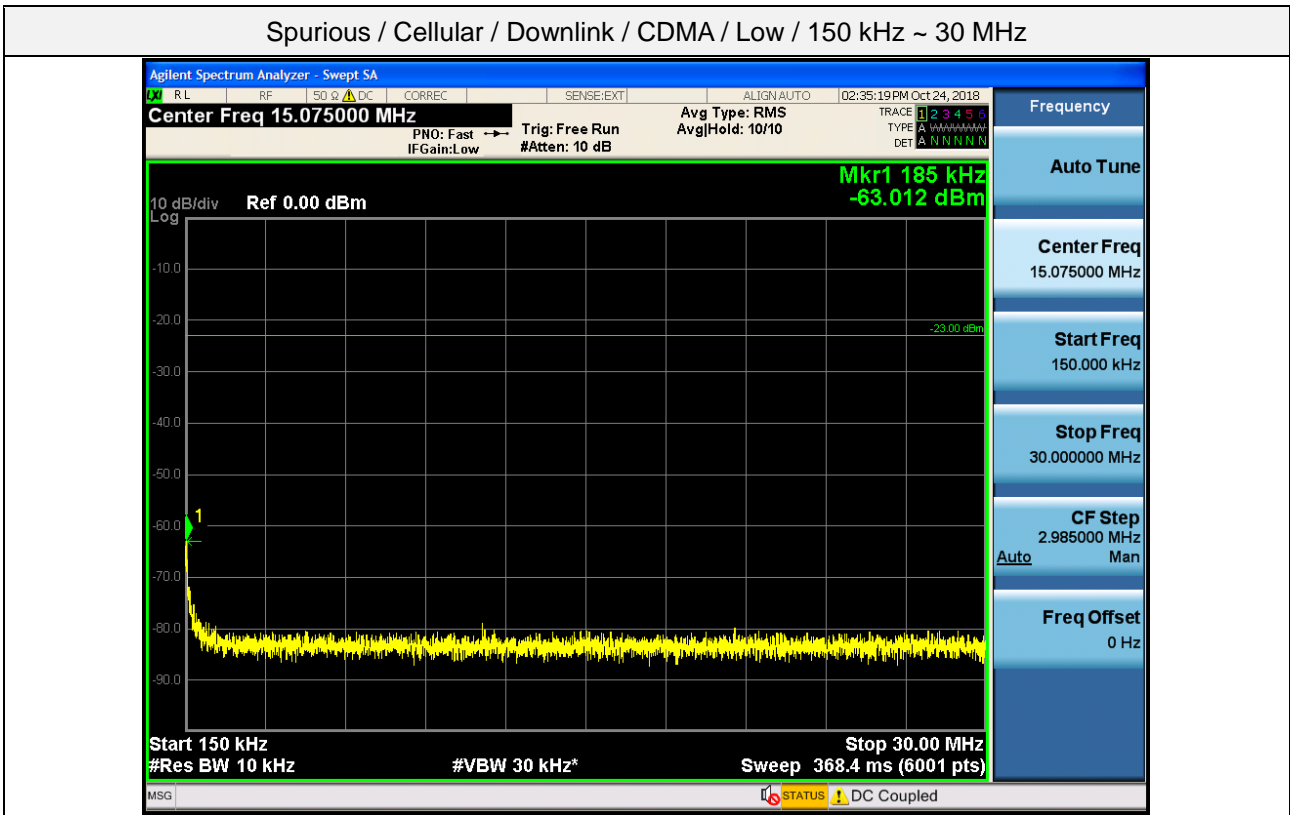 Spurious / Cellular / Downlink / CDMA / Low / 150 kHz ~ 30 MHz
Agilent Spectrum Analyzer - Swept SA
LXI RL RF 50 Ω DC CORREC SENSE:EXT ALIGN AUTO 02:35:19 PM Oct 24, 2018
Center Freq 15.075000 MHz
PNO: Fast
IFGain:Low
Trig: Free Run
#Atten: 10 dB
Avg Type: RMS
Avg|Hold: 10/10
TRACE 1 2 3 4 5 6
TYPE A WWWWW
DET A N N N N N
Mkr1 185 kHz
-63.012 dBm
10 dB/div Ref 0.00 dBm
Log
-10.0
-20.0
-23.00 dBm
-30.0
-40.0
-50.0
-60.0
1
-70.0
-80.0
-90.0
Start 150 kHz Stop 30.00 MHz
#Res BW 10 kHz #VBW 30 kHz* Sweep 368.4 ms (6001 pts)
MSG STATUS DC Coupled
Frequency
Auto Tune
Center Freq
15.075000 MHz
Start Freq
150.000 kHz
Stop Freq
30.000000 MHz
CF Step
2.985000 MHz
Auto Man
Freq Offset
0 Hz